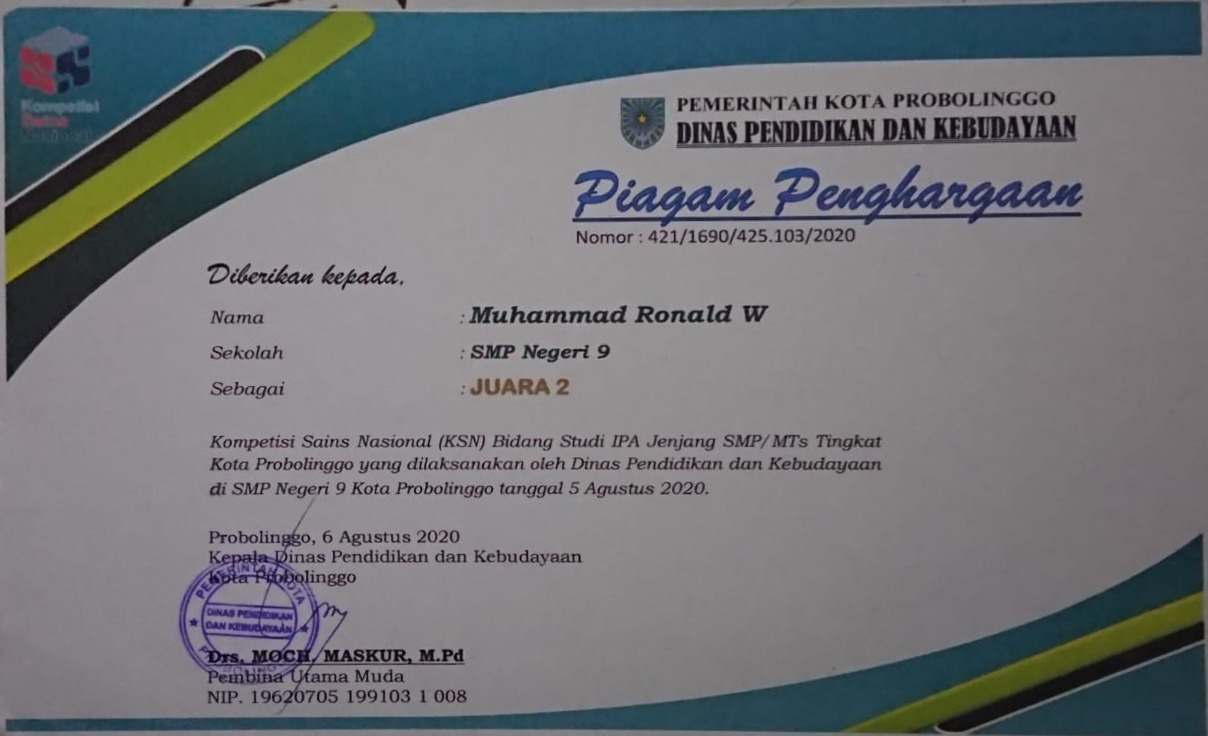 Kompetisi
Sains
Nasional
PEMERINTAH KOTA PROBOLINGGO
DINAS PENDIDIKAN DAN KEBUDAYAAN
Piagam Penghargaan
Nomor : 421/1690/425.103/2020
Diberikan kepada,
Nama : Muhammad Ronald W
Sekolah : SMP Negeri 9
Sebagai : JUARA 2
Kompetisi Sains Nasional (KSN) Bidang Studi IPA Jenjang SMP/MTs Tingkat
Kota Probolinggo yang dilaksanakan oleh Dinas Pendidikan dan Kebudayaan
di SMP Negeri 9 Kota Probolinggo tanggal 5 Agustus 2020.
Probolinggo, 6 Agustus 2020
Kepala Dinas Pendidikan dan Kebudayaan
Kota Probolinggo
PEMERINTAH KOTA
DINAS PENDIDIKAN
DAN KEBUDAYAAN
PROBOLINGGO
Drs. MOCH. MASKUR, M.Pd
Pembina Utama Muda
NIP. 19620705 199103 1 008